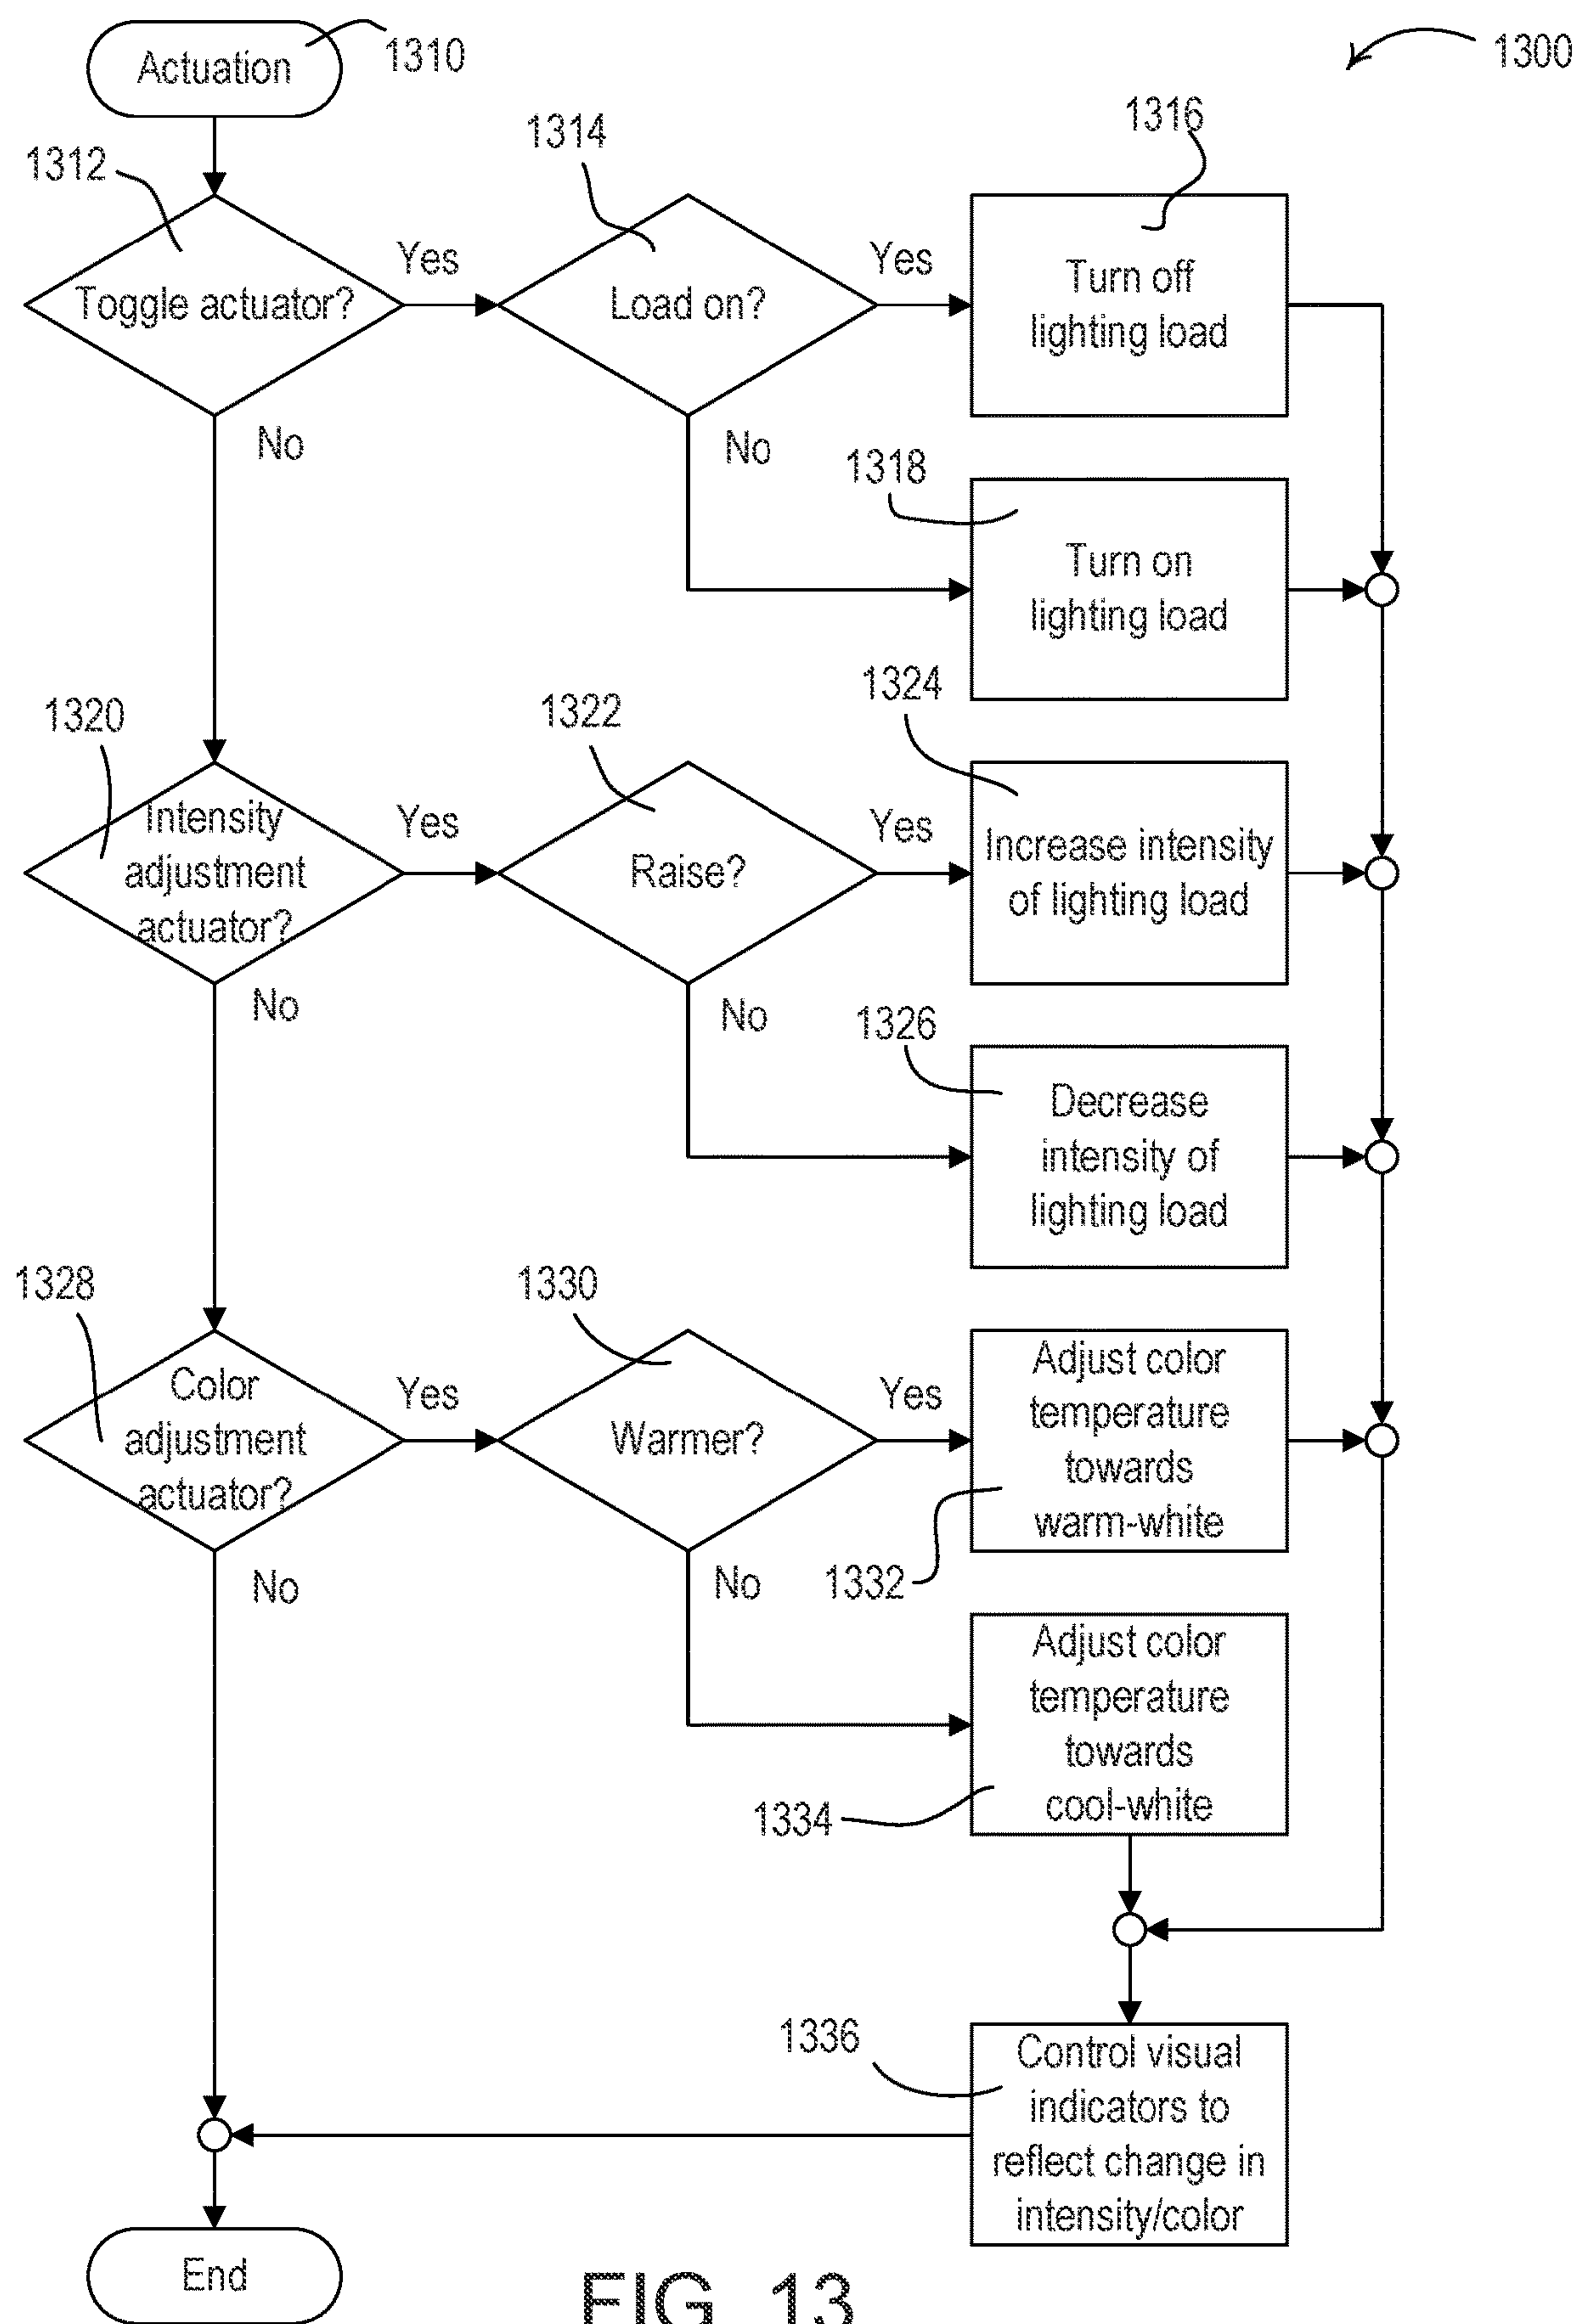 Actuation
1310
1300
1312
1314
1316
Toggle actuator?
Yes
Load on?
Yes
Turn off
lighting load
No
No
1318
Turn on
lighting load
1320
1322
1324
Intensity
adjustment
actuator?
Yes
Raise?
Yes
Increase intensity
of lighting load
No
No
1326
Decrease
intensity of
lighting load
1328
1330
Color
adjustment
actuator?
Yes
Warmer?
Yes
Adjust color
temperature
towards
warm-white
1332
No
No
Adjust color
temperature
towards
cool-white
1334
1336
Control visual
indicators to
reflect change in
intensity/color
End
FIG. 13